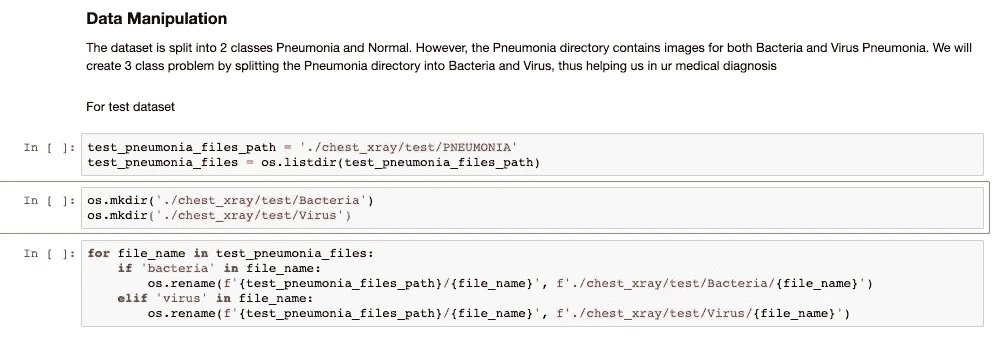 Data Manipulation
The dataset is split into 2 classes Pneumonia and Normal. However, the Pneumonia directory contains images for both Bacteria and Virus Pneumonia. We will
create 3 class problem by splitting the Pneumonia directory into Bacteria and Virus, thus helping us in ur medical diagnosis
For test dataset
In [ ]: test_pneumonia_files_path = './chest_xray/test/PNEUMONIA'
test_pneumonia_files = os.listdir(test_pneumonia_files_path)
In [ ]: os.mkdir('./chest_xray/test/Bacteria')
os.mkdir('./chest_xray/test/Virus')
In [ ]: for file_name in test_pneumonia_files:
    if 'bacteria' in file_name:
        os.rename(f'{test_pneumonia_files_path}/{file_name}', f'./chest_xray/test/Bacteria/{file_name}')
    elif 'virus' in file_name:
        os.rename(f'{test_pneumonia_files_path}/{file_name}', f'./chest_xray/test/Virus/{file_name}')